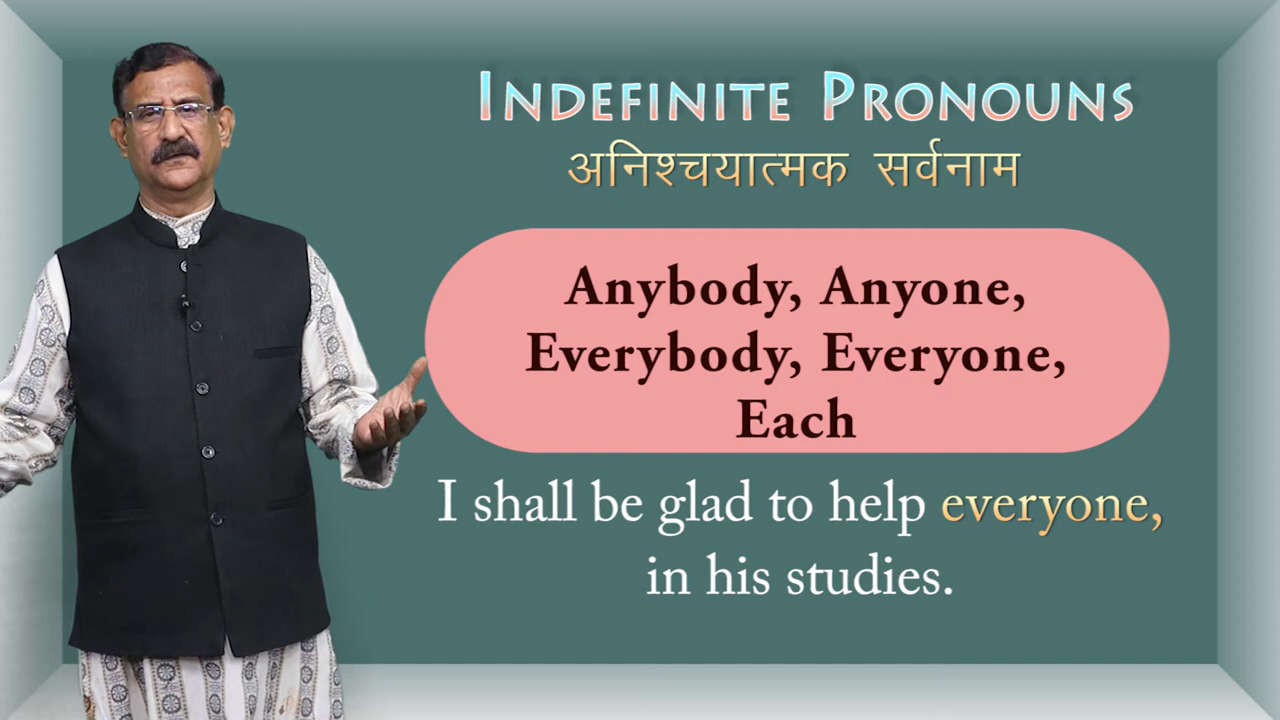 INDEFINITE PRONOUNS
अनिश्चयात्मक सर्वनाम
Anybody, Anyone,
Everybody, Everyone,
Each
I shall be glad to help everyone,
in his studies.